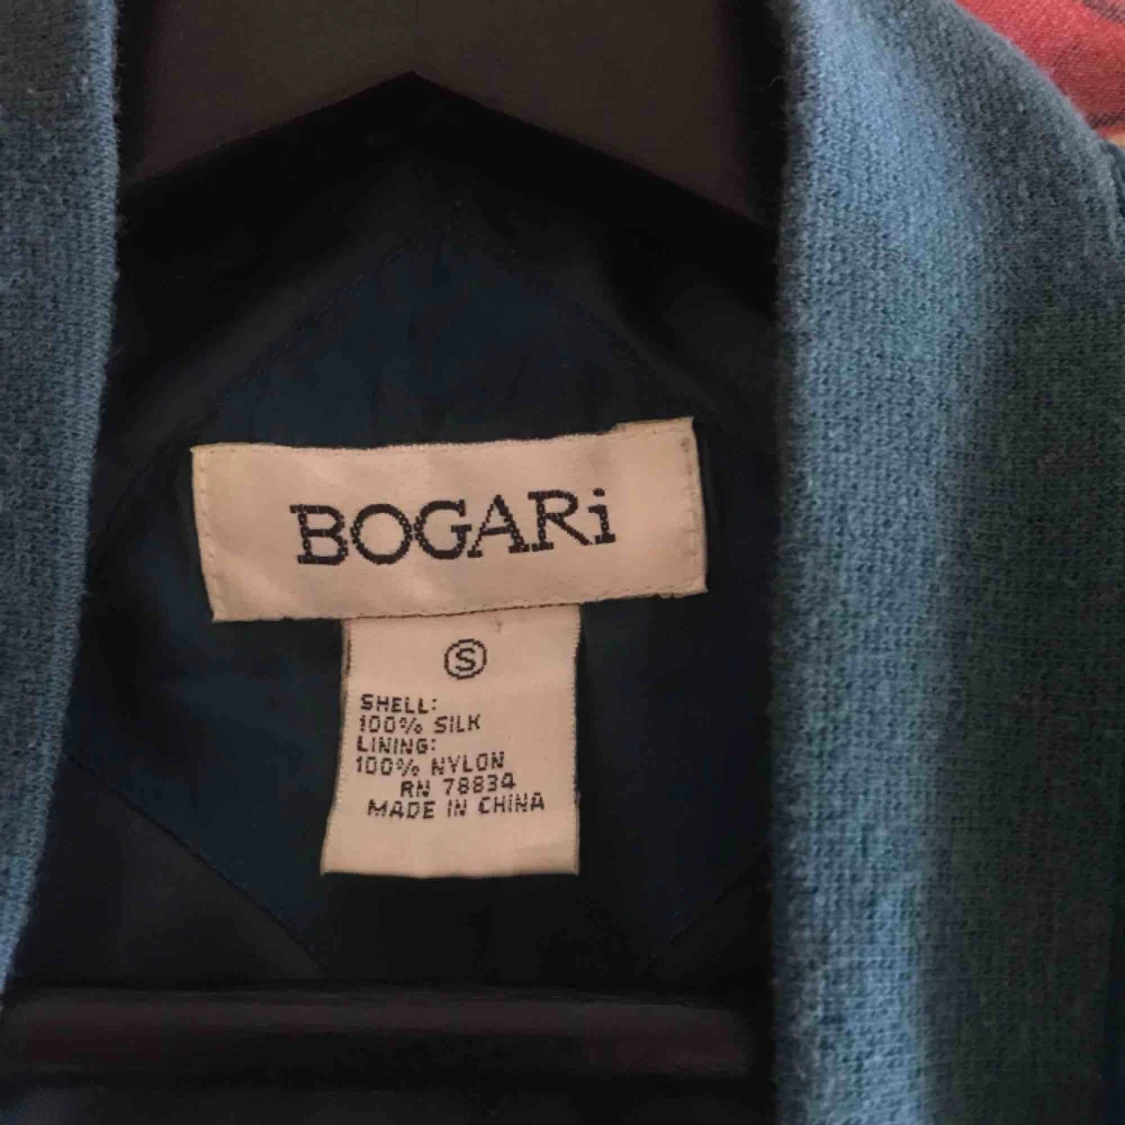 BOGARi
S
SHELL:
100% SILK
LINING:
100% NYLON
RN 78834
MADE IN CHINA